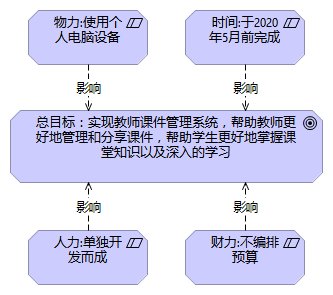 物力:使用个
人电脑设备
时间:于2020
年5月前完成
影响
影响
总目标：实现教师课件管理系统，帮助教师更
好地管理和分享课件，帮助学生更好地掌握课
堂知识以及深入的学习
影响
影响
人力:单独开
发而成
财力:不编排
预算